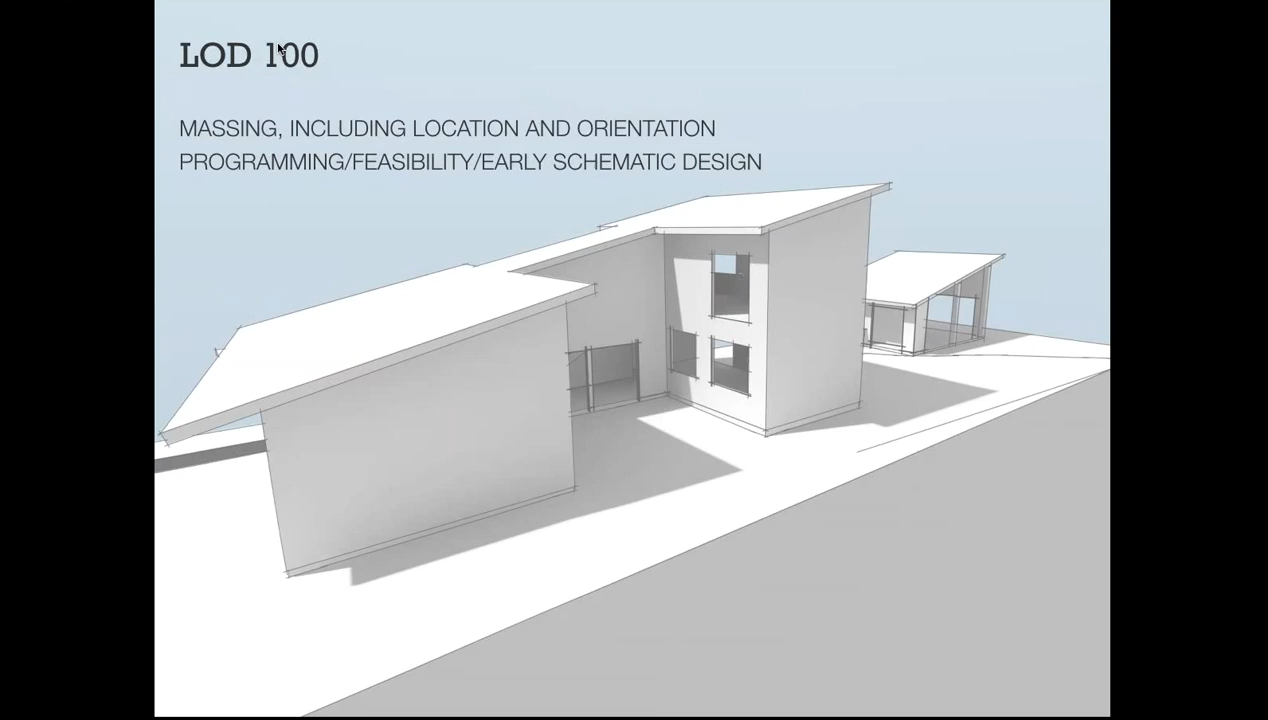 LOD 100
MASSING, INCLUDING LOCATION AND ORIENTATION
PROGRAMMING/FEASIBILITY/EARLY SCHEMATIC DESIGN